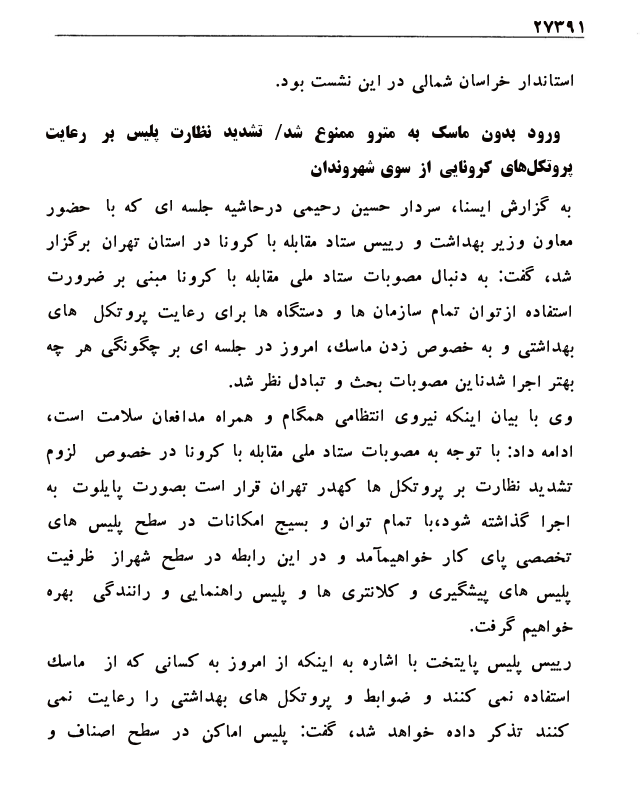 ۲۷۳۹۱
استاندار خراسان شمالی در این نشست بود.
ورود بدون ماسک به مترو ممنوع شد/ تشدید نظارت پلیس بر رعایت
پروتکل‌های کرونایی از سوی شهروندان
به گزارش ایسنا، سردار حسین رحیمی درحاشیه جلسه ای که با حضور
معاون وزیر بهداشت و رییس ستاد مقابله با کرونا در استان تهران برگزار
شد، گفت: به دنبال مصوبات ستاد ملی مقابله با کرونا مبنی بر ضرورت
استفاده ازتوان تمام سازمان ها و دستگاه ها برای رعایت پروتکل های
بهداشتی و به خصوص زدن ماسک، امروز در جلسه ای بر چگونگی هر چه
بهتر اجرا شدناین مصوبات بحث و تبادل نظر شد.
وی با بیان اینکه نیروی انتظامی همگام و همراه مدافعان سلامت است،
ادامه داد: با توجه به مصوبات ستاد ملی مقابله با کرونا در خصوص لزوم
تشدید نظارت بر پروتکل ها کهدر تهران قرار است بصورت پایلوت به
اجرا گذاشته شود،با تمام توان و بسیج امکانات در سطح پلیس های
تخصصی پای کار خواهیمآمد و در این رابطه در سطح شهراز ظرفیت
پلیس های پیشگیری و کلانتری ها و پلیس راهنمایی و رانندگی بهره
خواهیم گرفت.
رییس پلیس پایتخت با اشاره به اینکه از امروز به کسانی که از ماسک
استفاده نمی کنند و ضوابط و پروتکل های بهداشتی را رعایت نمی
کنند تذکر داده خواهد شد، گفت: پلیس اماکن در سطح اصناف و